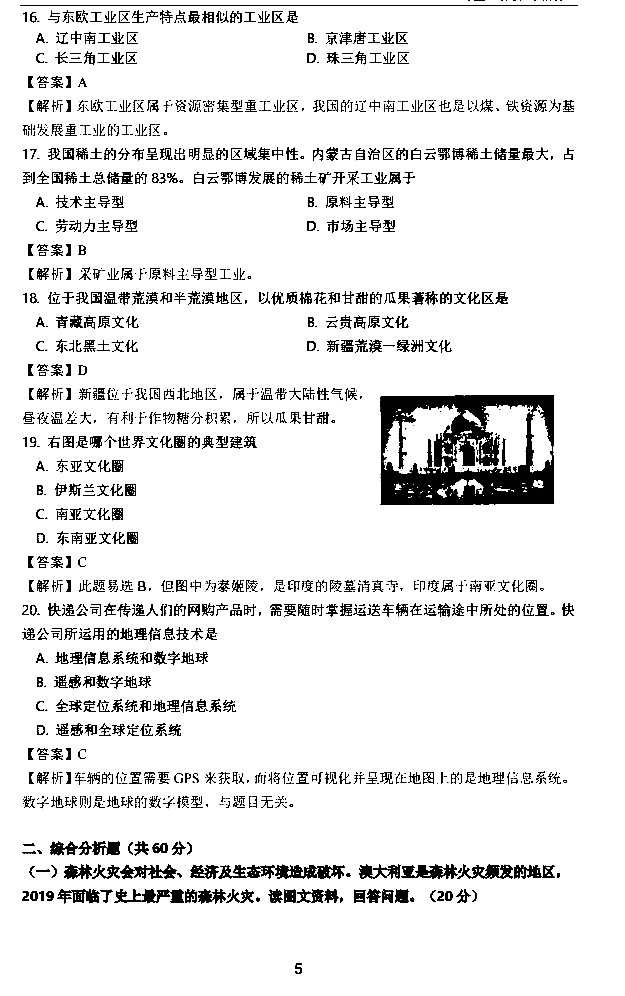 16. 与东欧工业区生产特点最相似的工业区是
A. 辽中南工业区 B. 京津唐工业区
C. 长三角工业区 D. 珠三角工业区
【答案】A
【解析】东欧工业区属于资源密集型重工业区，我国的辽中南工业区也是以煤、铁资源为基
础发展重工业的工业区。
17. 我国稀土的分布呈现出明显的区域集中性。内蒙古自治区的白云鄂博稀土储量最大，占
到全国稀土总储量的 83%。白云鄂博发展的稀土矿开采工业属于
A. 技术主导型 B. 原料主导型
C. 劳动力主导型 D. 市场主导型
【答案】B
【解析】采矿业属于原料主导型工业。
18. 位于我国温带荒漠和半荒漠地区，以优质棉花和甘甜的瓜果著称的文化区是
A. 青藏高原文化 B. 云贵高原文化
C. 东北黑土文化 D. 新疆荒漠—绿洲文化
【答案】D
【解析】新疆位于我国西北地区，属于温带大陆性气候，
昼夜温差大，有利于作物糖分积累，所以瓜果甘甜。
19. 右图是哪个世界文化圈的典型建筑
A. 东亚文化圈
B. 伊斯兰文化圈
C. 南亚文化圈
D. 东南亚文化圈
【答案】C
【解析】此题易选 B，但图中为泰姬陵，是印度的陵墓清真寺，印度属于南亚文化圈。
20. 快递公司在传递人们的网购产品时，需要随时掌握运送车辆在运输途中所处的位置。快
递公司所运用的地理信息技术是
A. 地理信息系统和数字地球
B. 遥感和数字地球
C. 全球定位系统和地理信息系统
D. 遥感和全球定位系统
【答案】C
【解析】车辆的位置需要 GPS 来获取，而将位置可视化并呈现在地图上的是地理信息系统。
数字地球则是地球的数字模型，与题目无关。
二、综合分析题（共 60 分）
（一）森林火灾会对社会、经济及生态环境造成破坏。澳大利亚是森林火灾频发的地区，
2019 年面临了史上最严重的森林火灾。读图文资料，回答问题。（20 分）
5